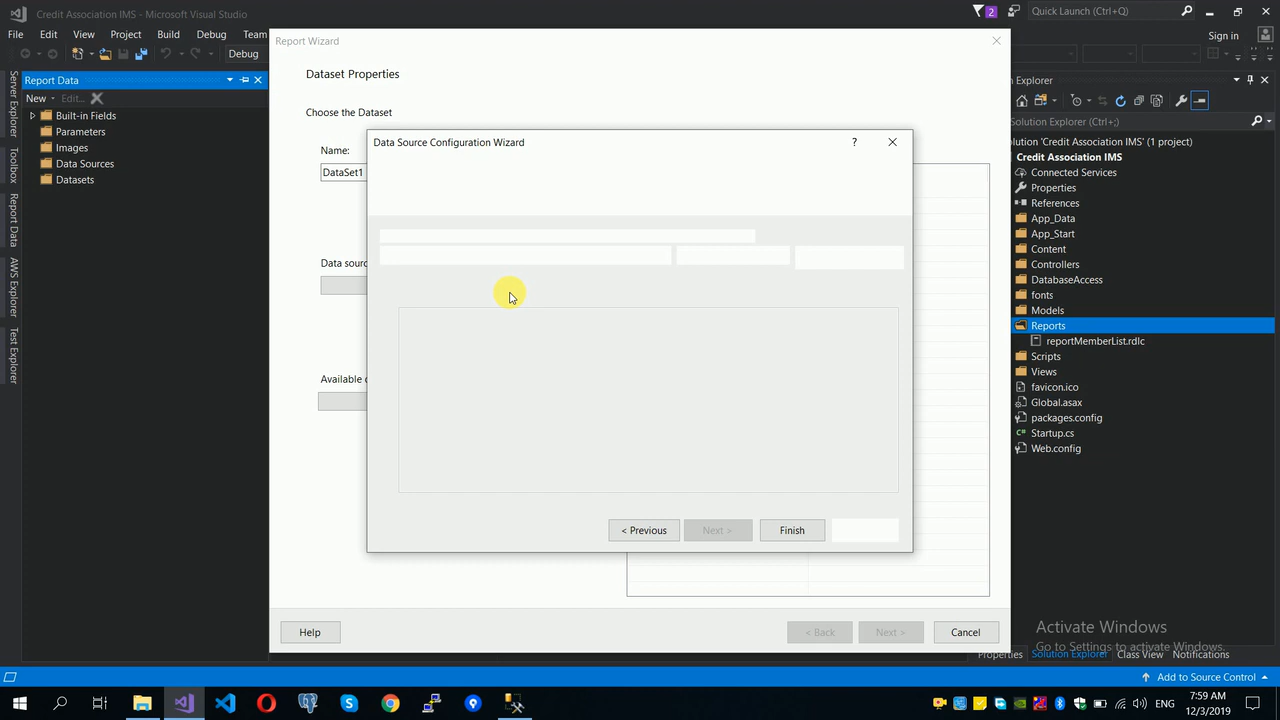 Credit Association IMS - Microsoft Visual Studio
2
Quick Launch (Ctrl+Q)
File Edit View Project Build Debug Team
Sign in
Debug
Report Data
New Edit...
Built-in Fields
Parameters
Images
Data Sources
Datasets
Server Explorer
Toolbox
Report Data
AWS Explorer
Test Explorer
Report Wizard
Dataset Properties
Choose the Dataset
Name:
DataSet1
Data sourc
Available d
Data Source Configuration Wizard
?
< Previous
Next >
Finish
Help
< Back
Next >
Cancel
Explorer
olution Explorer (Ctrl+;)
olution 'Credit Association IMS' (1 project)
Credit Association IMS
Connected Services
Properties
References
App_Data
App_Start
Content
Controllers
DatabaseAccess
fonts
Models
Reports
reportMemberList.rdlc
Scripts
Views
favicon.ico
Global.asax
packages.config
Startup.cs
Web.config
Activate Windows
Go to Settings to activate Windows.
Properties Solution Explorer Class View Notifications
Add to Source Control
7:59 AM
12/3/2019